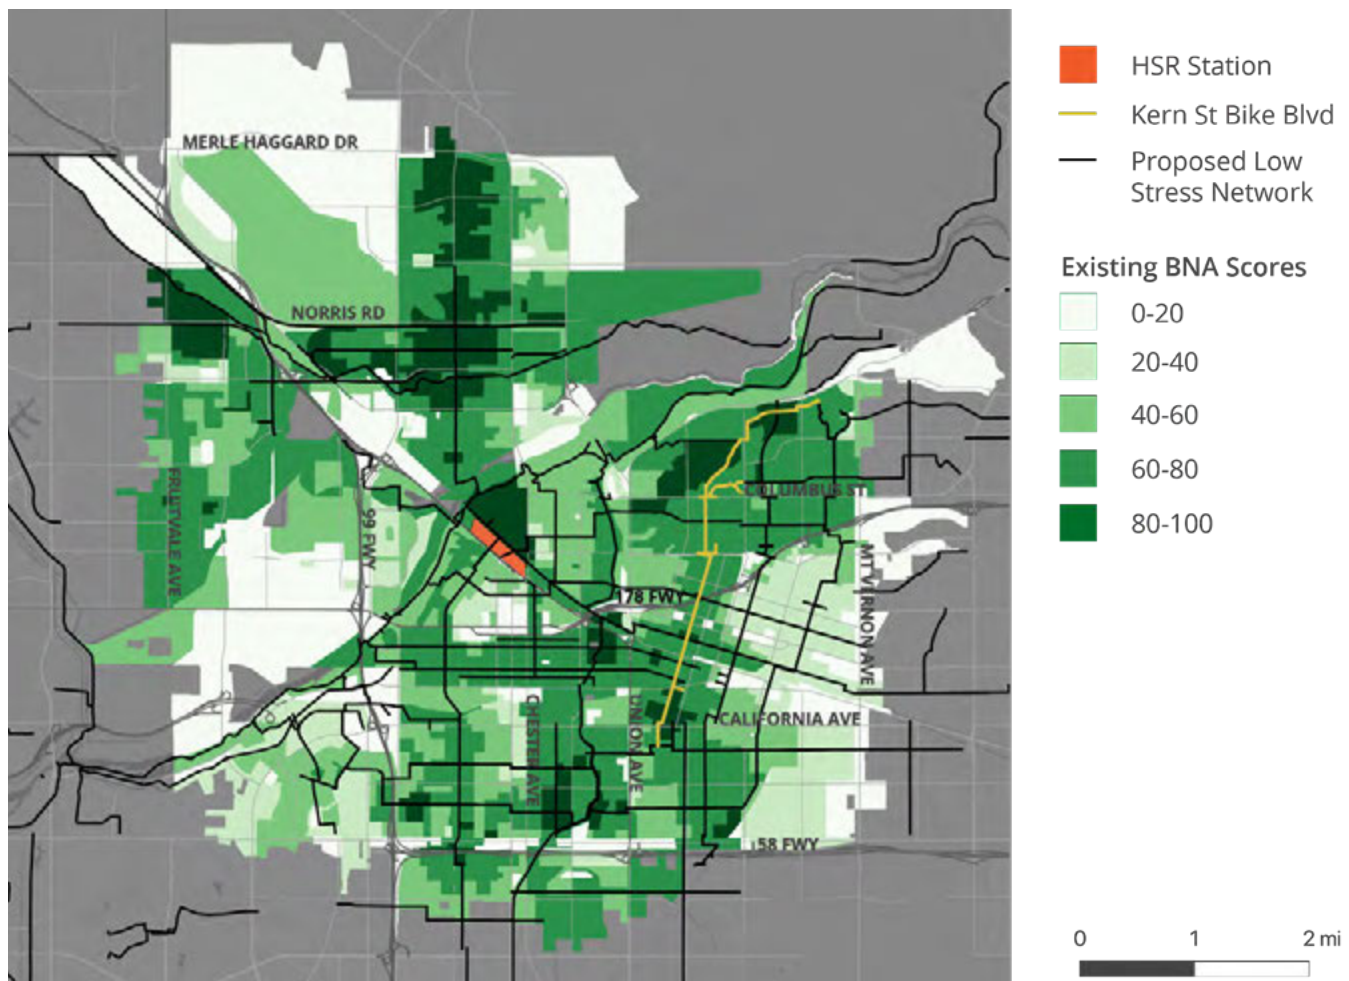 MERLE HAGGARD DR
NORRIS RD
FRUITVALE AVE
99 FWY
COLUMBUS ST
178 FWY
MT VERNON AVE
CHESTER AVE
UNION AVE
CALIFORNIA AVE
58 FWY
HSR Station
Kern St Bike Blvd
Proposed Low
Stress Network
Existing BNA Scores
0-20
20-40
40-60
60-80
80-100
0 1 2 mi